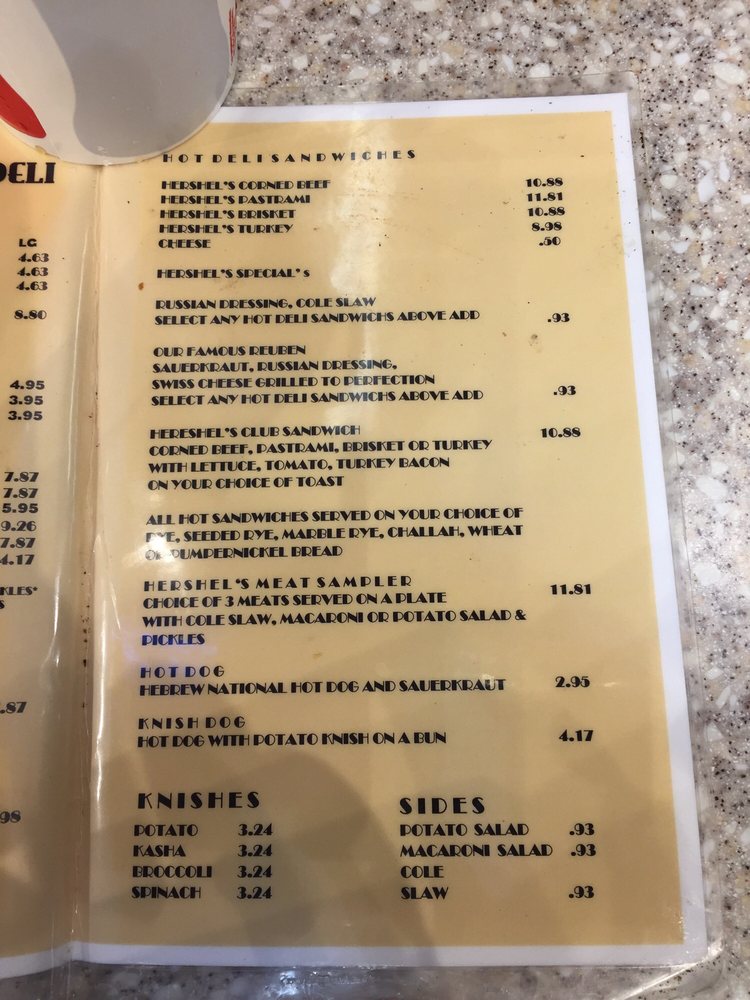 DELI
LG
4.63
4.63
4.63
8.80
4.95
3.95
3.95
7.87
7.87
5.95
9.26
7.87
4.17
KLES*
S
.87
98
HOT DELI SANDWICHES
HERSHEL'S CORNED BEEF 10.88
HERSHEL'S PASTRAMI 11.81
HERSHEL'S BRISKET 10.88
HERSHEL'S TURKEY 8.98
CHEESE .50
HERSHEL'S SPECIAL' s
RUSSIAN DRESSING, COLE SLAW
SELECT ANY HOT DELI SANDWICHS ABOVE ADD .93
OUR FAMOUS REUBEN
SAUERKRAUT, RUSSIAN DRESSING,
SWISS CHEESE GRILLED TO PERFECTION
SELECT ANY HOT DELI SANDWICHS ABOVE ADD .93
HERESHEL'S CLUB SANDWICH 10.88
CORNED BEEF, PASTRAMI, BRISKET OR TURKEY
WITH LETTUCE, TOMATO, TURKEY BACON
ON YOUR CHOICE OF TOAST
ALL HOT SANDWICHES SERVED ON YOUR CHOICE OF
RYE, SEEDED RYE, MARBLE RYE, CHALLAH, WHEAT
OR PUMPERNICKEL BREAD
HERSHEL'S MEAT SAMPLER 11.81
CHOICE OF 3 MEATS SERVED ON A PLATE
WITH COLE SLAW, MACARONI OR POTATO SALAD &
PICKLES
HOT DOG
HEBREW NATIONAL HOT DOG AND SAUERKRAUT 2.95
KNISH DOG
HOT DOG WITH POTATO KNISH ON A BUN 4.17
KNISHES
POTATO 3.24
KASHA 3.24
BROCCOLI 3.24
SPINACH 3.24
SIDES
POTATO SALAD .93
MACARONI SALAD .93
COLE
SLAW .93